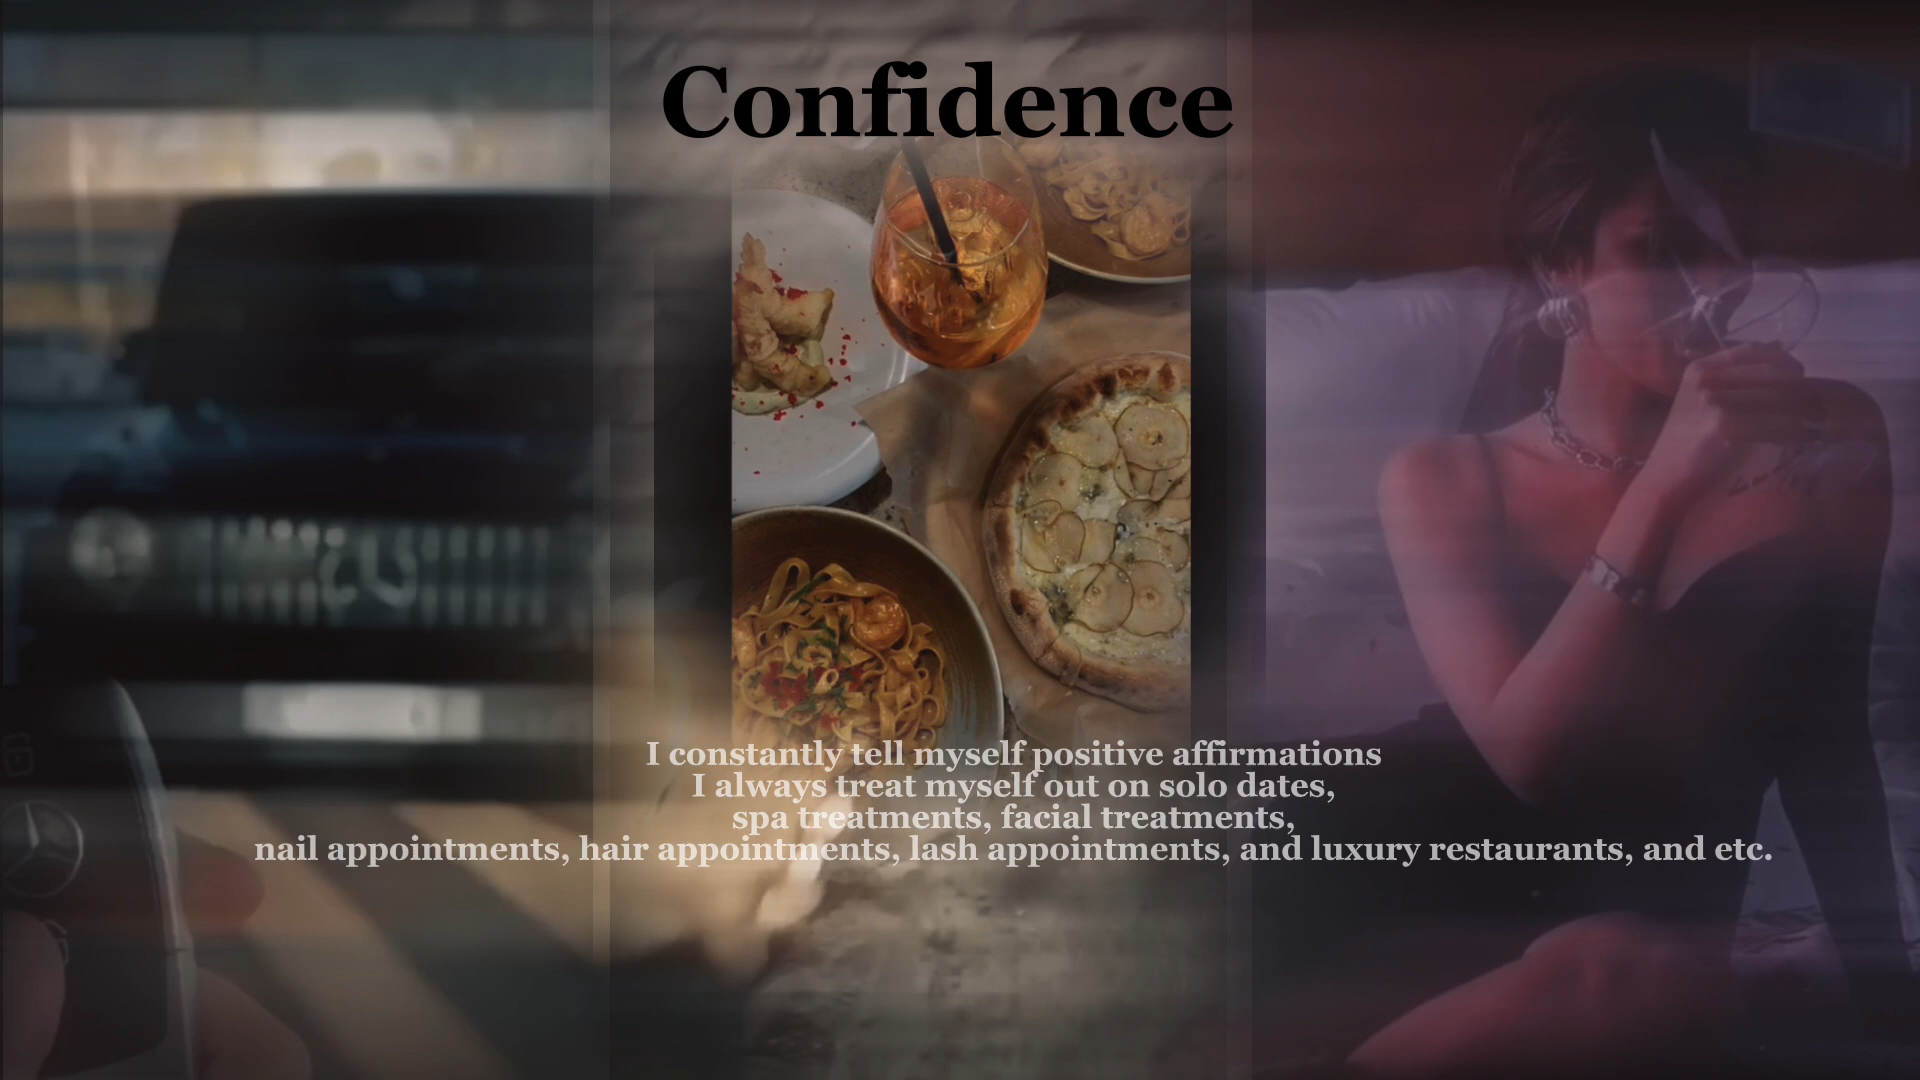 Confidence
I constantly tell myself positive affirmations
I always treat myself out on solo dates,
spa treatments, facial treatments,
nail appointments, hair appointments, lash appointments, and luxury restaurants, and etc.